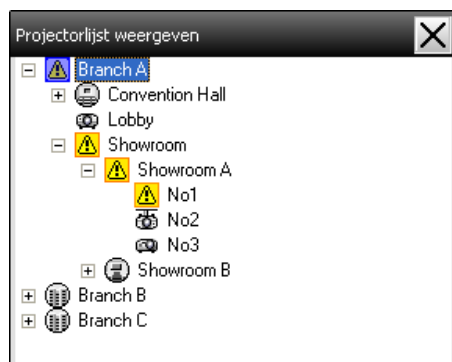 Projectorlijst weergeven
Branch A
Convention Hall
Lobby
Showroom
Showroom A
No1
No2
No3
Showroom B
Branch B
Branch C